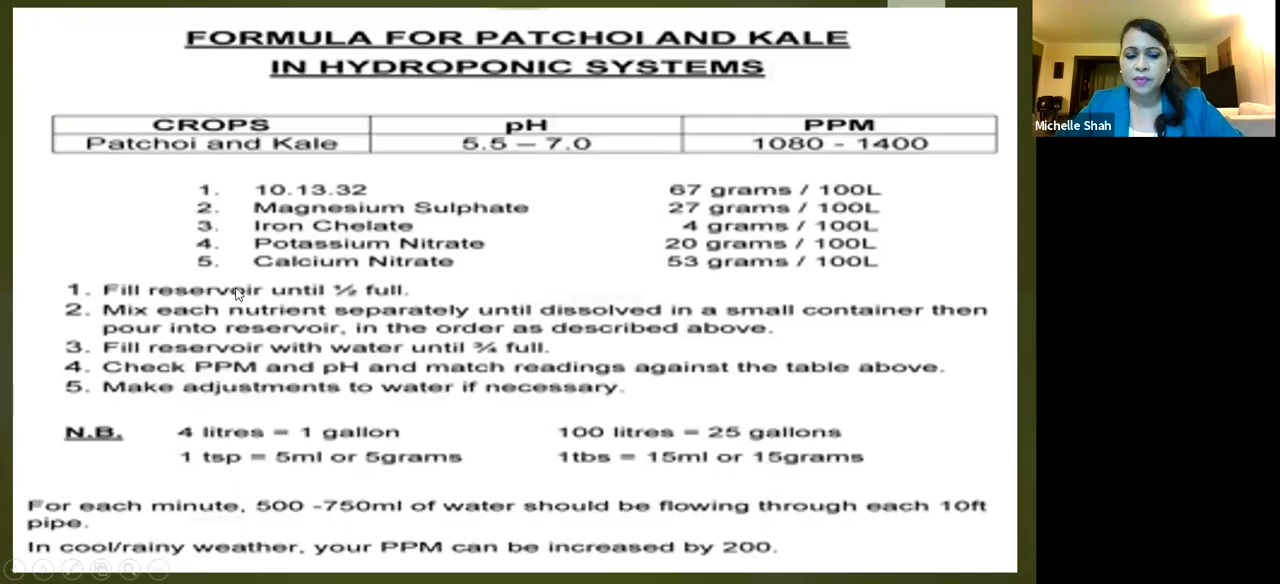 FORMULA FOR PATCHOI AND KALE
IN HYDROPONIC SYSTEMS
CROPS pH PPM
Patchoi and Kale 5.5 – 7.0 1080 - 1400
1. 10.13.32 67 grams / 100L
2. Magnesium Sulphate 27 grams / 100L
3. Iron Chelate 4 grams / 100L
4. Potassium Nitrate 20 grams / 100L
5. Calcium Nitrate 53 grams / 100L
1. Fill reservoir until ½ full.
2. Mix each nutrient separately until dissolved in a small container then
pour into reservoir, in the order as described above.
3. Fill reservoir with water until ¾ full.
4. Check PPM and pH and match readings against the table above.
5. Make adjustments to water if necessary.
N.B. 4 litres = 1 gallon 100 litres = 25 gallons
1 tsp = 5ml or 5grams 1tbs = 15ml or 15grams
For each minute, 500 -750ml of water should be flowing through each 10ft
pipe.
In cool/rainy weather, your PPM can be increased by 200.
Michelle Shah